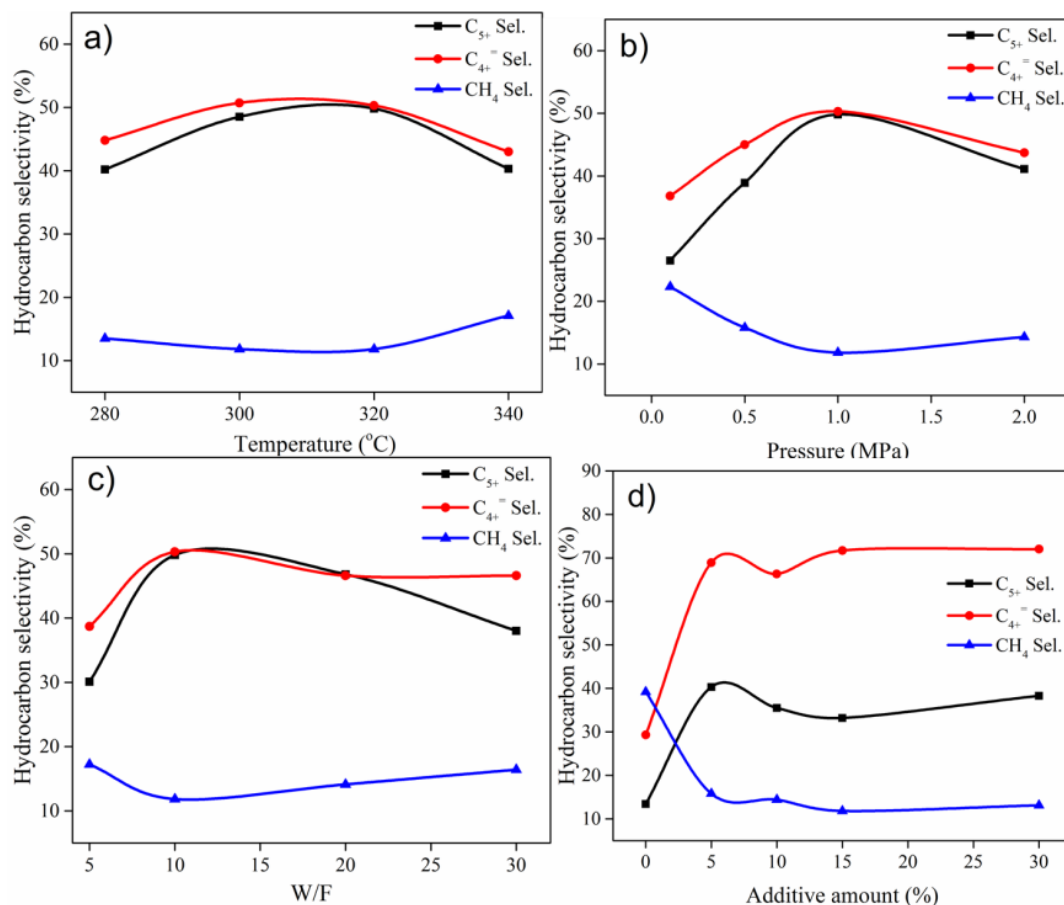 a)
C₅₊ Sel.
C₄₊⁼ Sel.
CH₄ Sel.
Hydrocarbon selectivity (%)
60
50
40
30
20
10
280 300 320 340
Temperature (°C)
b)
C₅₊ Sel.
C₄₊⁼ Sel.
CH₄ Sel.
Hydrocarbon selectivity (%)
60
50
40
30
20
10
0.0 0.5 1.0 1.5 2.0
Pressure (MPa)
c)
C₅₊ Sel.
C₄₊⁼ Sel.
CH₄ Sel.
Hydrocarbon selectivity (%)
60
50
40
30
20
10
5 10 15 20 25 30
W/F
d)
C₅₊ Sel.
C₄₊⁼ Sel.
CH₄ Sel.
Hydrocarbon selectivity (%)
90
80
70
60
50
40
30
20
10
0 5 10 15 20 25 30
Additive amount (%)